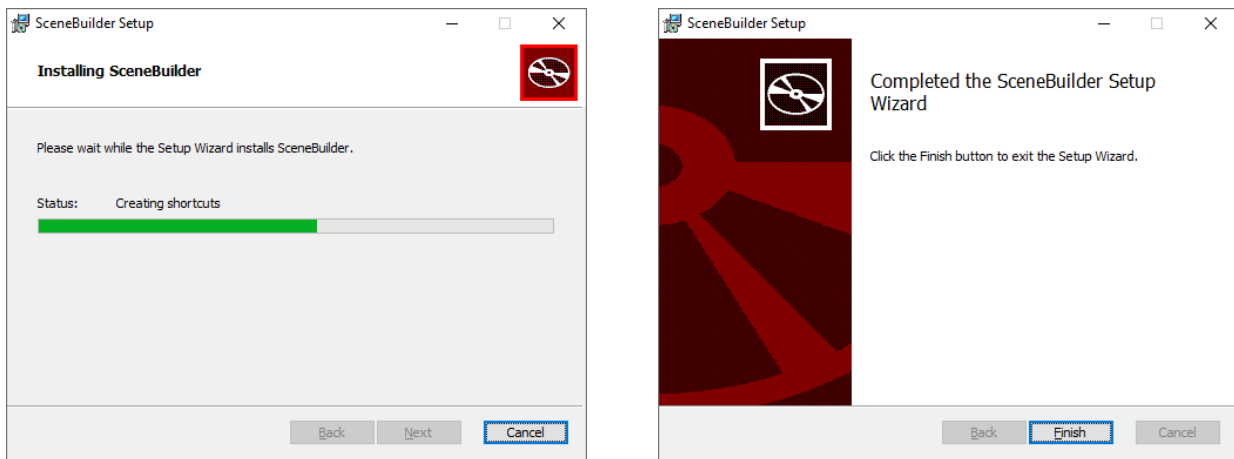 SceneBuilder Setup
Installing SceneBuilder
Please wait while the Setup Wizard installs SceneBuilder.
Status: Creating shortcuts
Back Next Cancel
SceneBuilder Setup
Completed the SceneBuilder Setup
Wizard
Click the Finish button to exit the Setup Wizard.
Back Finish Cancel